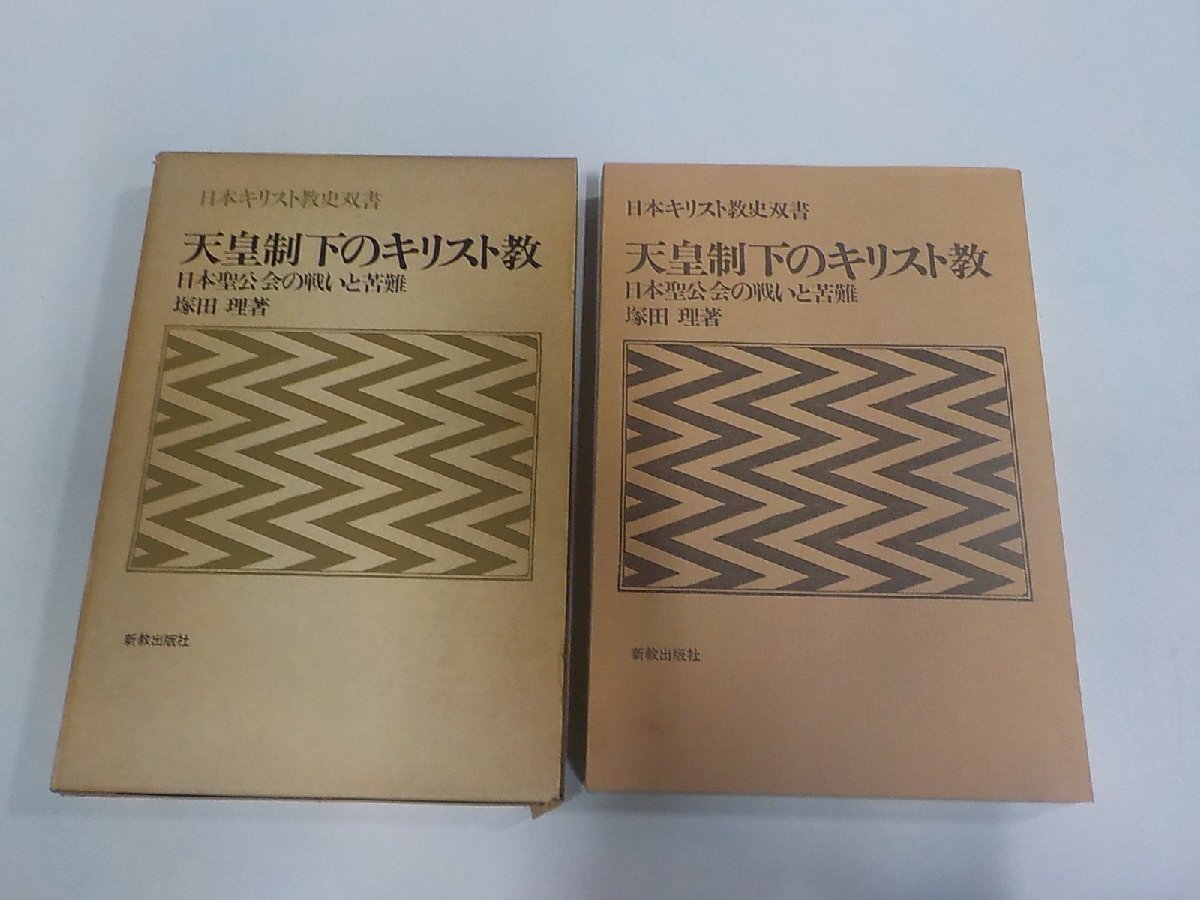 日本キリスト教史双書
天皇制下のキリスト教
日本聖公会の戦いと苦難
塚田 理著
新教出版社
日本キリスト教史双書
天皇制下のキリスト教
日本聖公会の戦いと苦難
塚田 理著
新教出版社